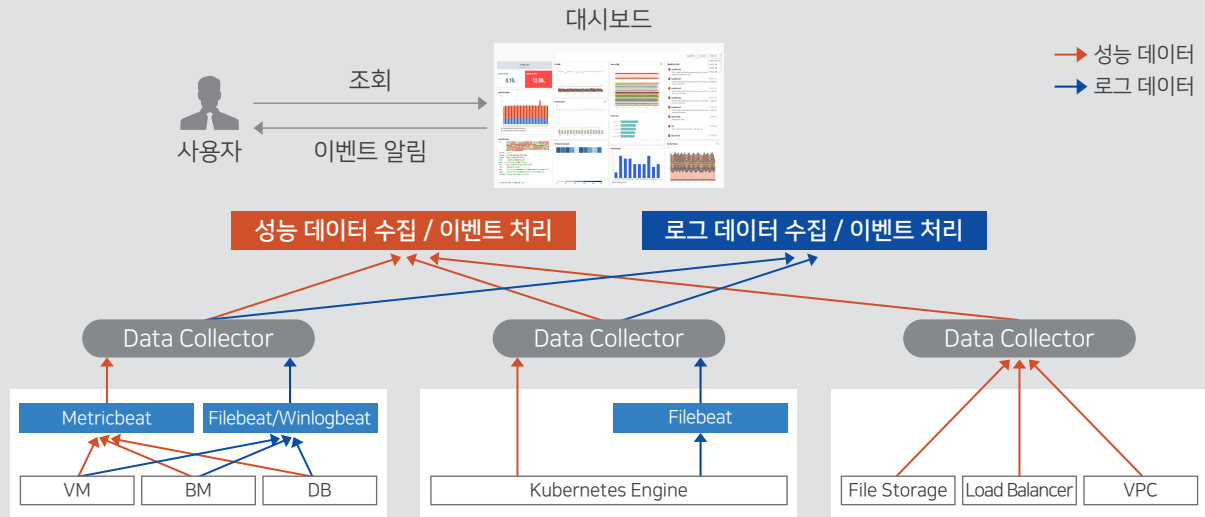 대시보드
성능 데이터
로그 데이터
조회
사용자
이벤트 알림
성능 데이터 수집 / 이벤트 처리
로그 데이터 수집 / 이벤트 처리
Data Collector
Data Collector
Data Collector
Metricbeat
Filebeat/Winlogbeat
Filebeat
VM
BM
DB
Kubernetes Engine
File Storage
Load Balancer
VPC